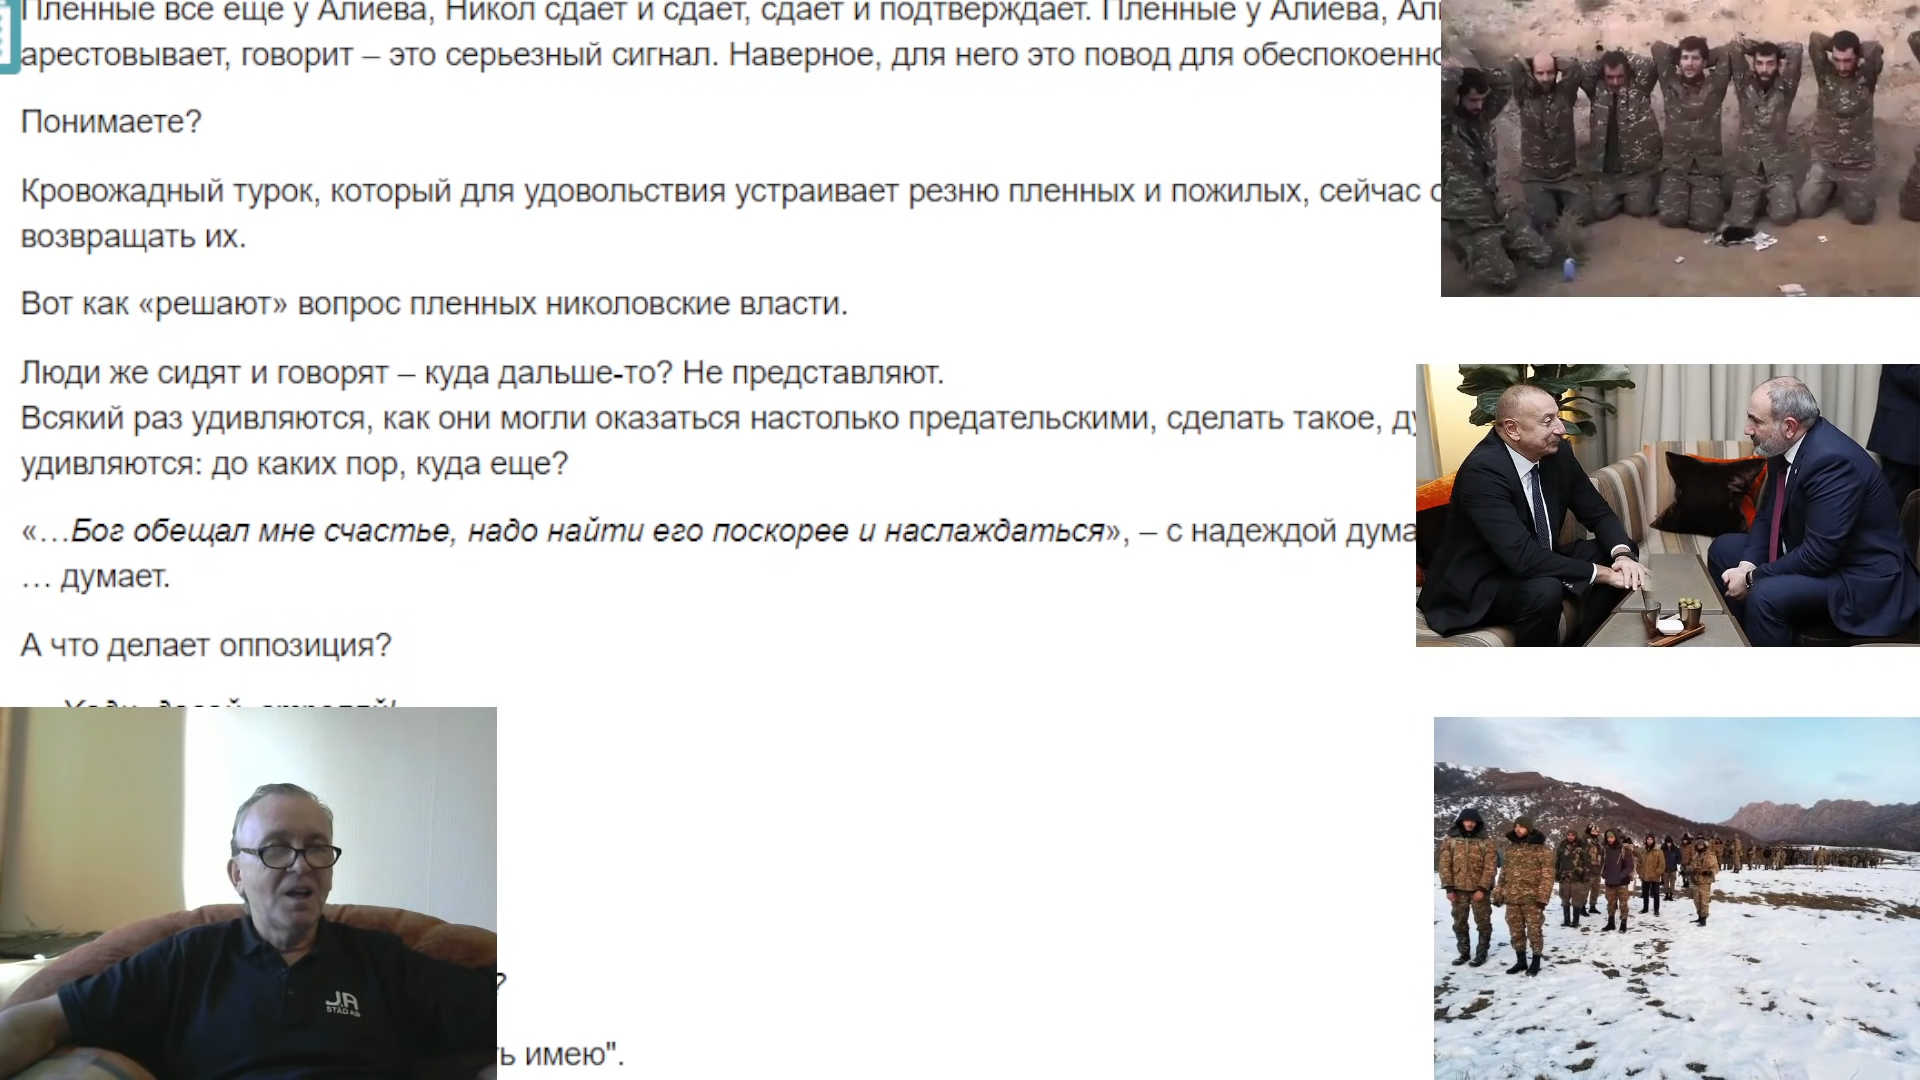 Пленные все еще у Алиева, Никол сдает и сдает, сдает и подтверждает. Пленные у Алиева,
арестовывает, говорит – это серьезный сигнал. Наверное, для него это повод для
Понимаете?
Кровожадный турок, который для удовольствия устраивает резню пленных и пожилых, сейчас
возвращать их.
Вот как «решают» вопрос пленных николовские власти.
Люди же сидят и говорят – куда дальше-то? Не представляют.
Всякий раз удивляются, как они могли оказаться настолько предательскими, сделать такое,
удивляются: до каких пор, куда еще?
«…Бог обещал мне счастье, надо найти его поскорее и наслаждаться», – с надеждой
… думает.
А что делает оппозиция?
?
имею".
J.A
STÄD AB